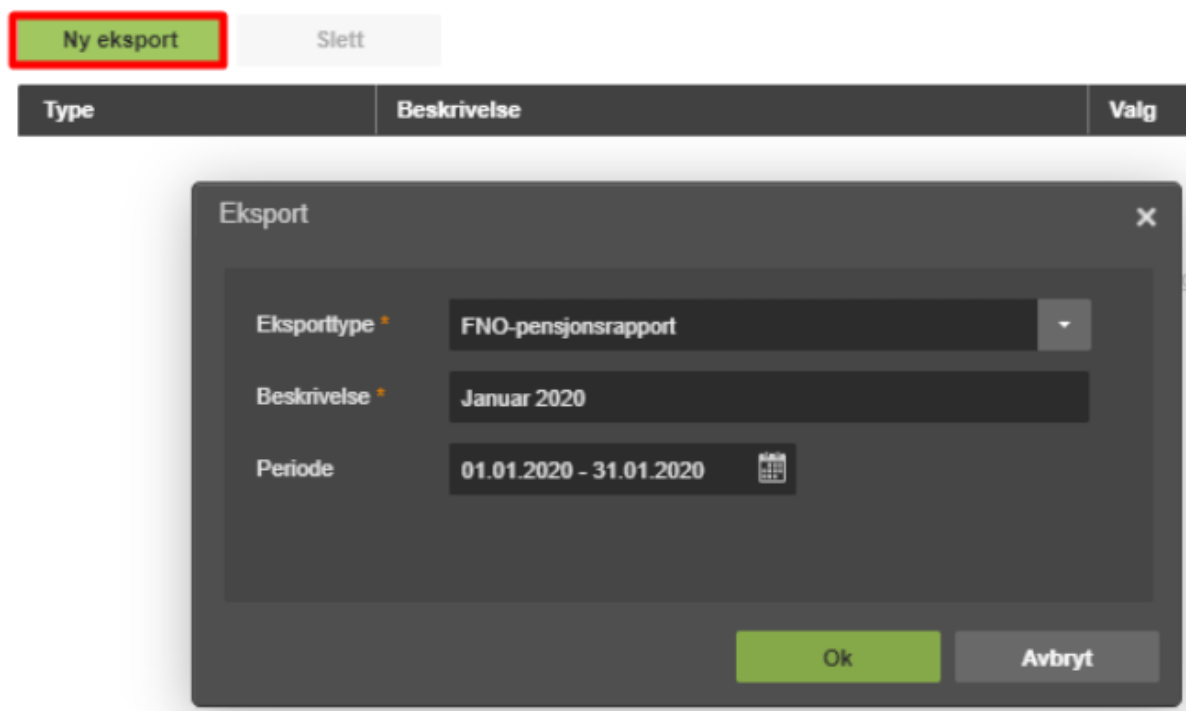 Ny eksport Slett
Type Beskrivelse Valg
Eksport
Eksporttype * FNO-pensjonsrapport
Beskrivelse * Januar 2020
Periode 01.01.2020 - 31.01.2020
Ok Avbryt